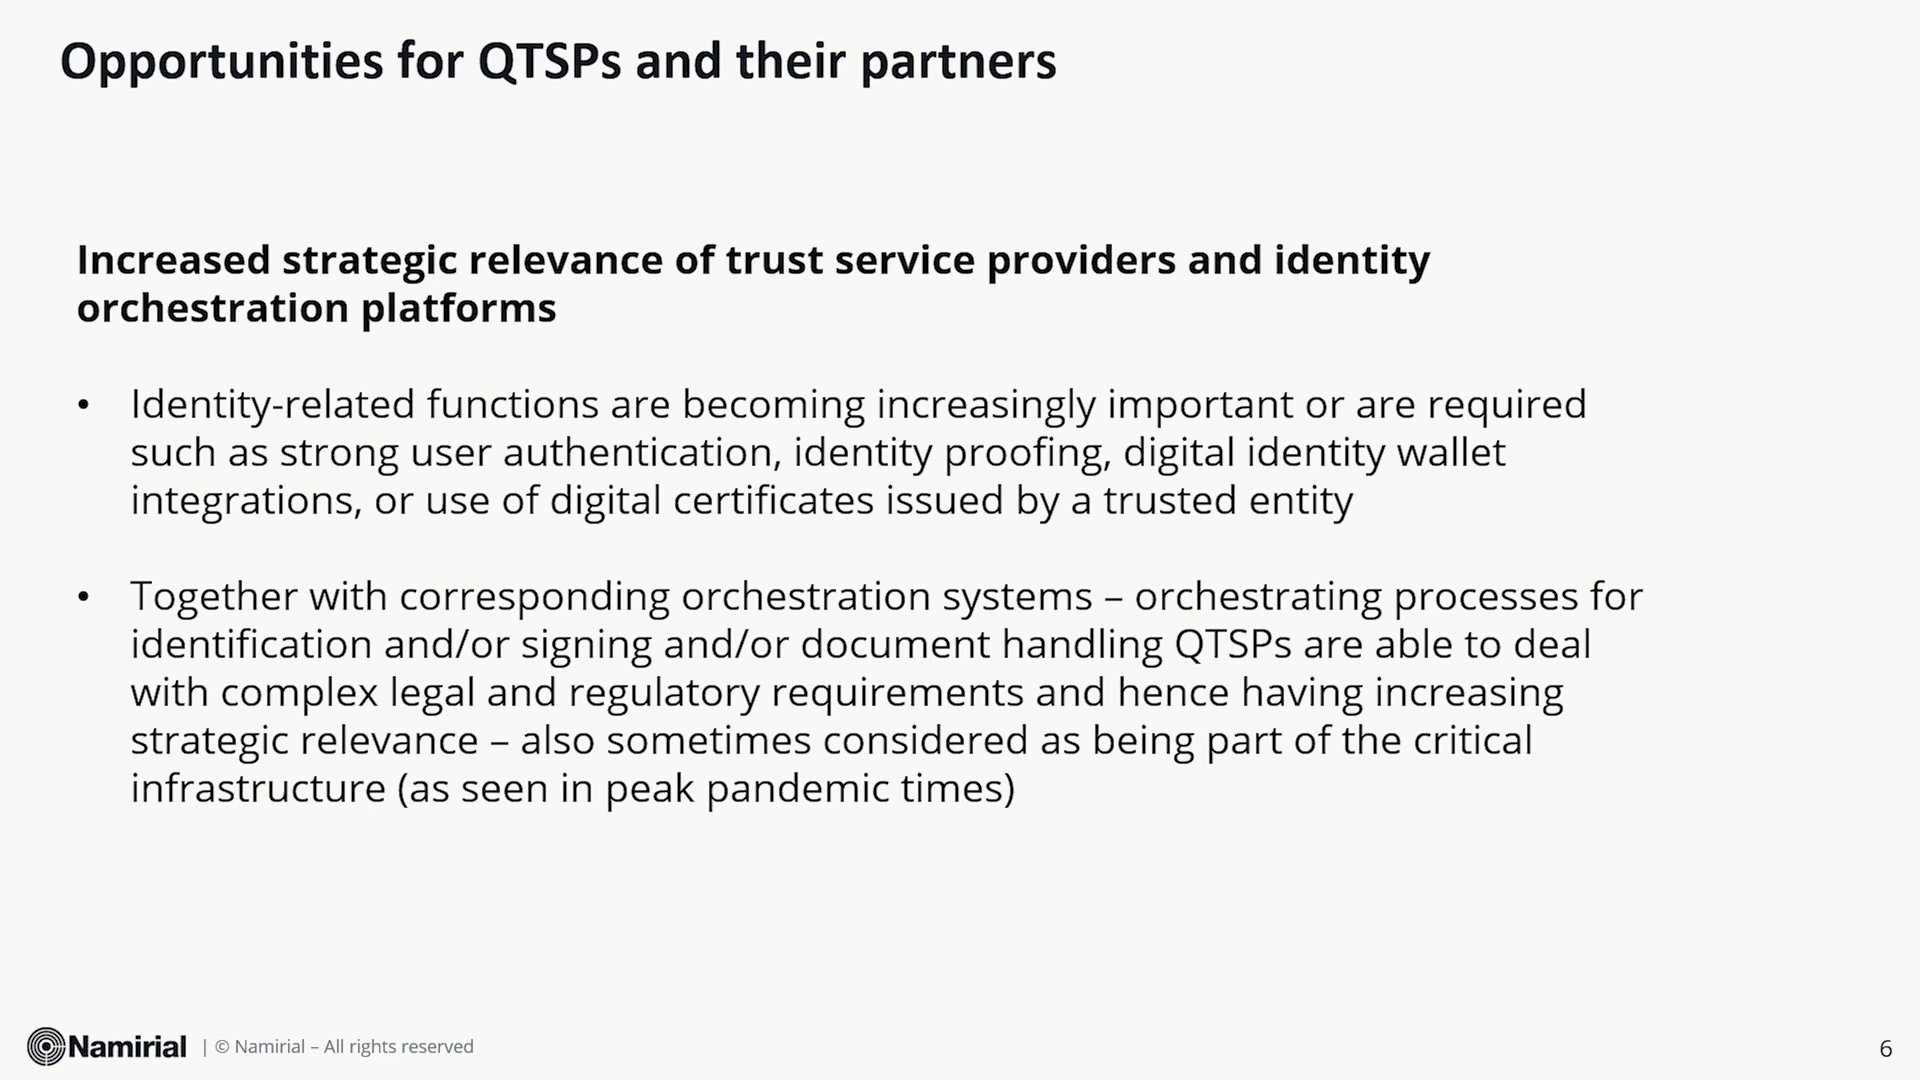 Opportunities for QTSPs and their partners
Increased strategic relevance of trust service providers and identity
orchestration platforms
• Identity-related functions are becoming increasingly important or are required
such as strong user authentication, identity proofing, digital identity wallet
integrations, or use of digital certificates issued by a trusted entity
• Together with corresponding orchestration systems – orchestrating processes for
identification and/or signing and/or document handling QTSPs are able to deal
with complex legal and regulatory requirements and hence having increasing
strategic relevance – also sometimes considered as being part of the critical
infrastructure (as seen in peak pandemic times)
Namirial | © Namirial – All rights reserved
6